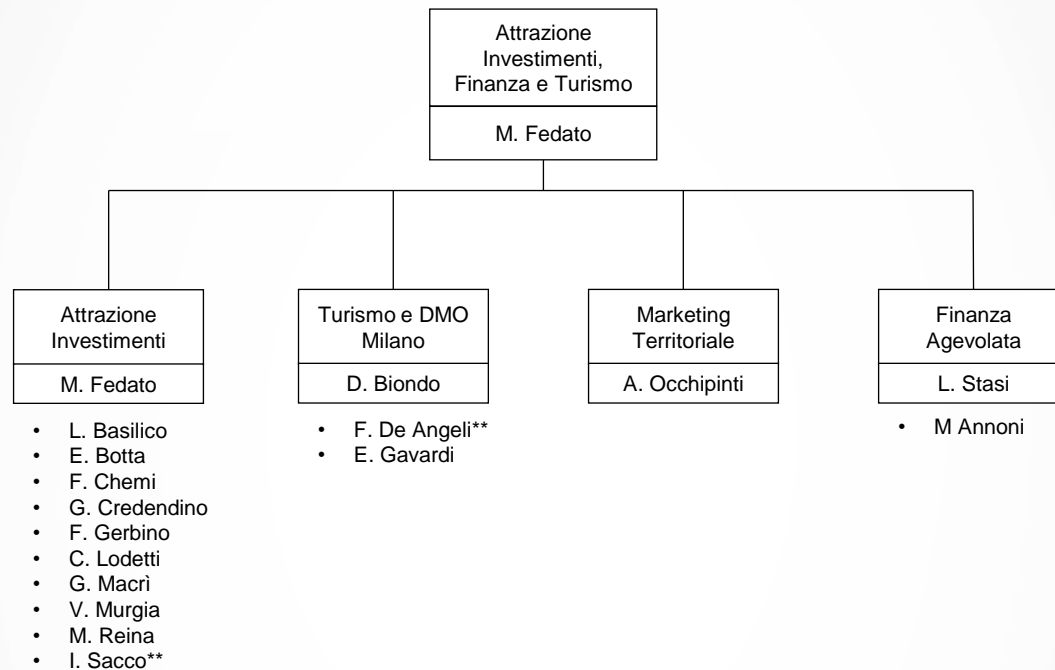 Attrazione
Investimenti,
Finanza e Turismo
M. Fedato
Attrazione
Investimenti
M. Fedato
• L. Basilico
• E. Botta
• F. Chemi
• G. Credendino
• F. Gerbino
• C. Lodetti
• G. Macrì
• V. Murgia
• M. Reina
• I. Sacco**
Turismo e DMO
Milano
D. Biondo
• F. De Angeli**
• E. Gavardi
Marketing
Territoriale
A. Occhipinti
Finanza
Agevolata
L. Stasi
• M Annoni